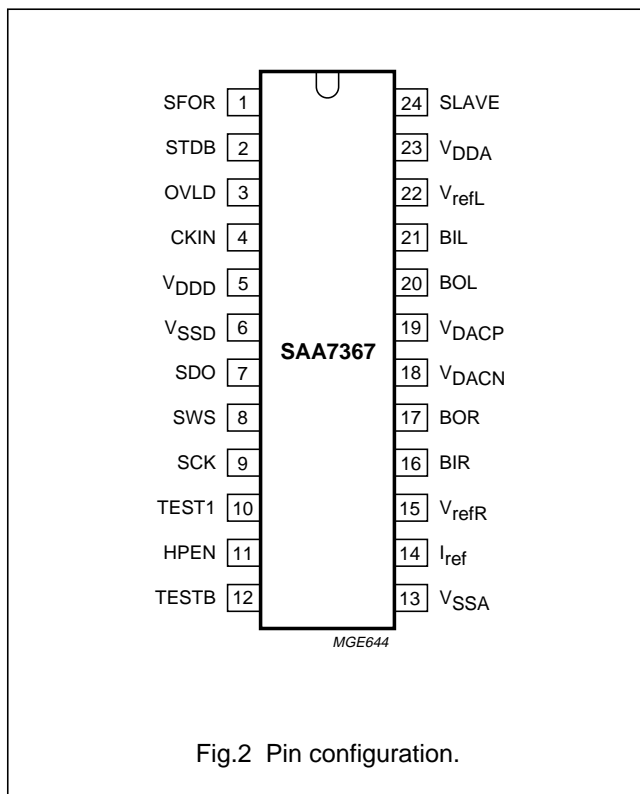 SFOR 1 24 SLAVE
STDB 2 23 VDDA
OVLD 3 22 VrefL
CKIN 4 21 BIL
VDDD 5 20 BOL
VSSD 6 19 VDACP
SAA7367
SDO 7 18 VDACN
SWS 8 17 BOR
SCK 9 16 BIR
TEST1 10 15 VrefR
HPEN 11 14 Iref
TESTB 12 13 VSSA
MGE644
Fig.2 Pin configuration.